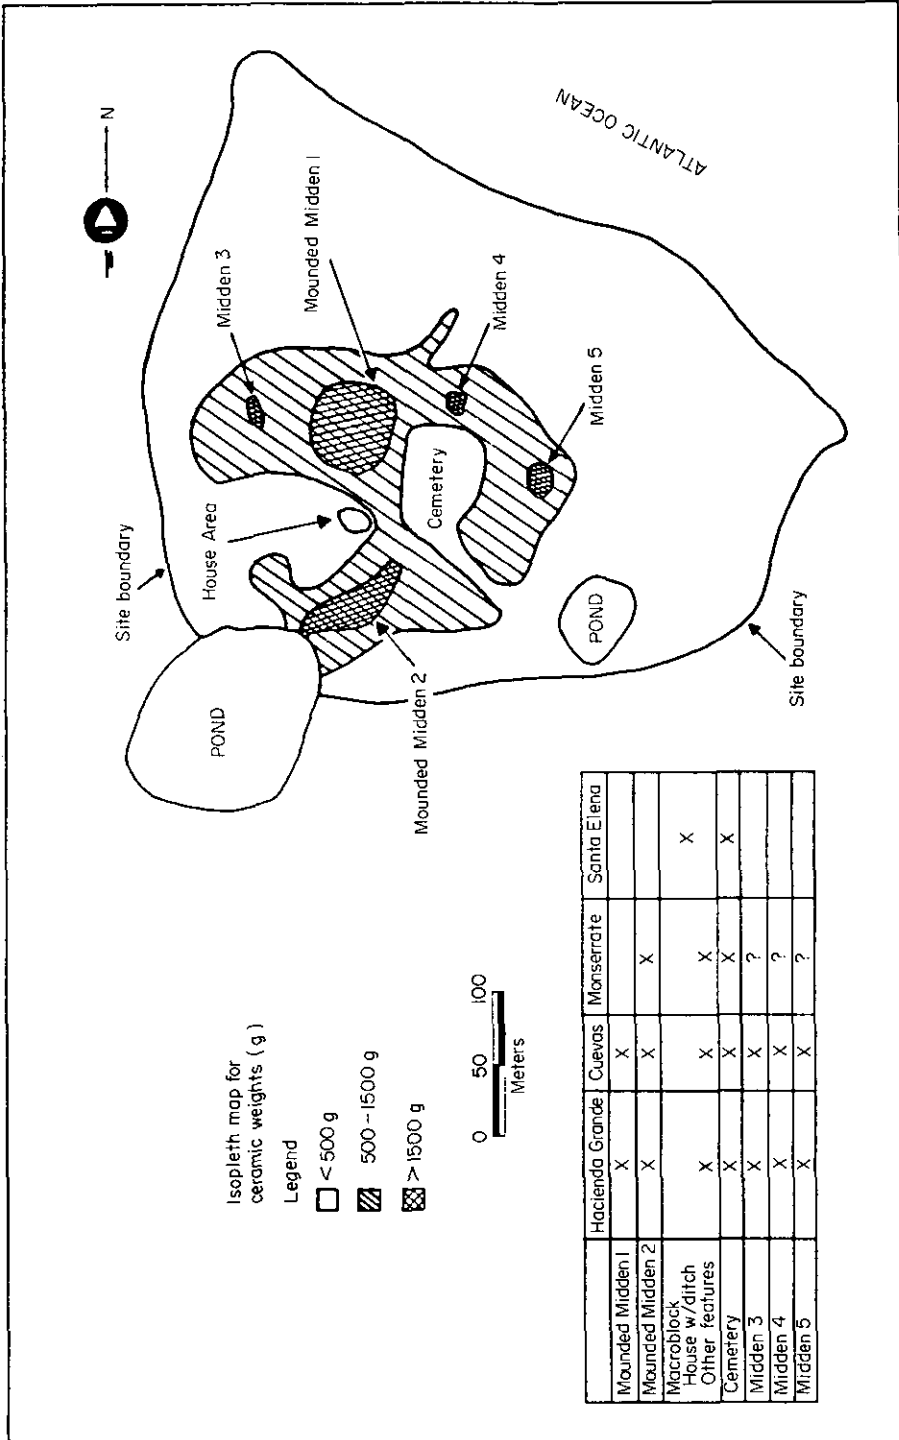 N
ATLANTIC OCEAN
Mounded Midden 1
Midden 3
Midden 4
Midden 5
Site boundary
House Area
Cemetery
POND
POND
Mounded Midden 2
Site boundary
Isopleth map for
ceramic weights (g)
Legend
< 500 g
500-1500 g
> 1500 g
0 50 100
Meters
Hacienda Grande Cuevas Monserrate Santa Elena
Mounded Midden 1 X X
Mounded Midden 2 X X X
Macroblock
House w/ditch X
Other features X X X
Cemetery X X X X
Midden 3 X X ?
Midden 4 X X ?
Midden 5 X X ?